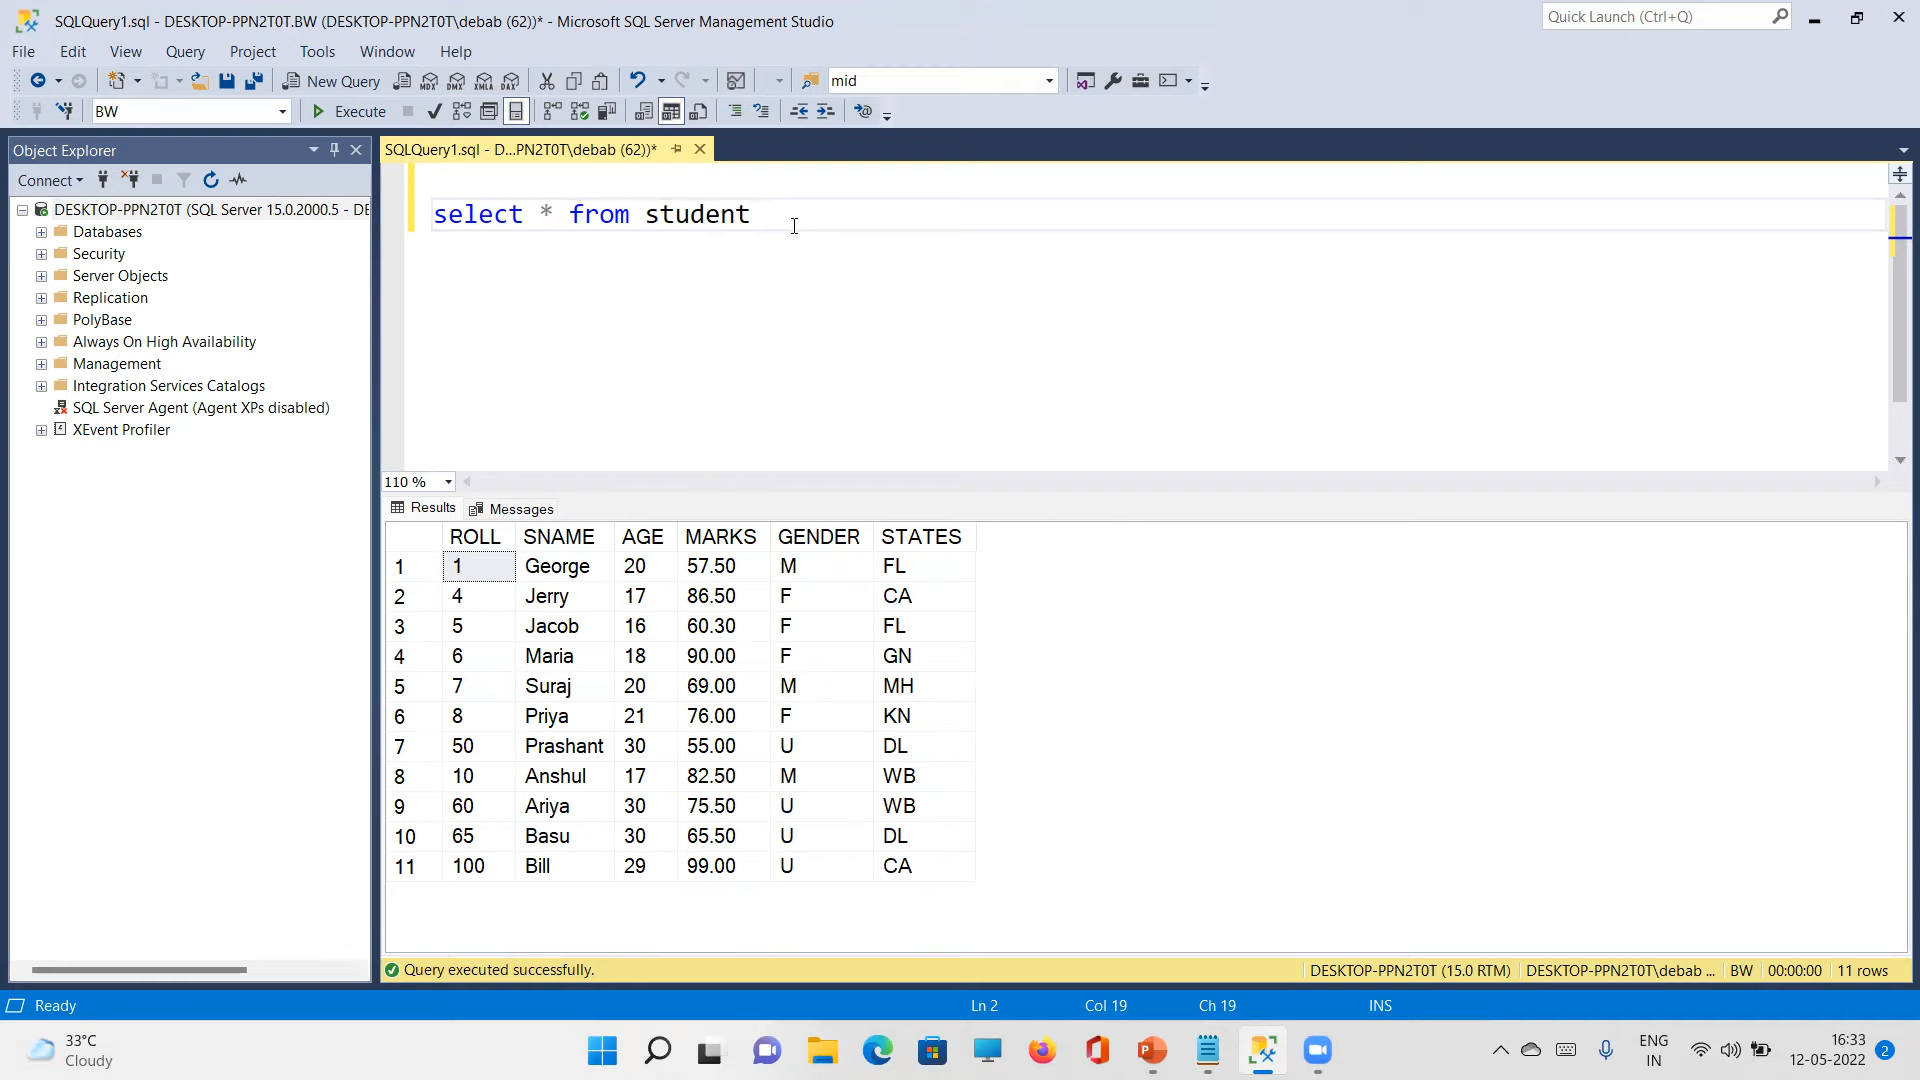 SQLQuery1.sql - DESKTOP-PPN2T0T.BW (DESKTOP-PPN2T0T\debab (62))* - Microsoft SQL Server Management Studio
Quick Launch (Ctrl+Q)
File Edit View Query Project Tools Window Help
New Query MDX DMX XMLA DAX mid
BW Execute
Object Explorer
SQLQuery1.sql - D...PN2T0T\debab (62))*
Connect
DESKTOP-PPN2T0T (SQL Server 15.0.2000.5 - DE
Databases
Security
Server Objects
Replication
PolyBase
Always On High Availability
Management
Integration Services Catalogs
SQL Server Agent (Agent XPs disabled)
XEvent Profiler
select * from student
110 %
Results Messages
ROLL SNAME AGE MARKS GENDER STATES
1 1 George 20 57.50 M FL
2 4 Jerry 17 86.50 F CA
3 5 Jacob 16 60.30 F FL
4 6 Maria 18 90.00 F GN
5 7 Suraj 20 69.00 M MH
6 8 Priya 21 76.00 F KN
7 50 Prashant 30 55.00 U DL
8 10 Anshul 17 82.50 M WB
9 60 Ariya 30 75.50 U WB
10 65 Basu 30 65.50 U DL
11 100 Bill 29 99.00 U CA
Query executed successfully. DESKTOP-PPN2T0T (15.0 RTM) DESKTOP-PPN2T0T\debab ... BW 00:00:00 11 rows
Ready Ln 2 Col 19 Ch 19 INS
33°C
Cloudy
ENG
IN
16:33
12-05-2022
2